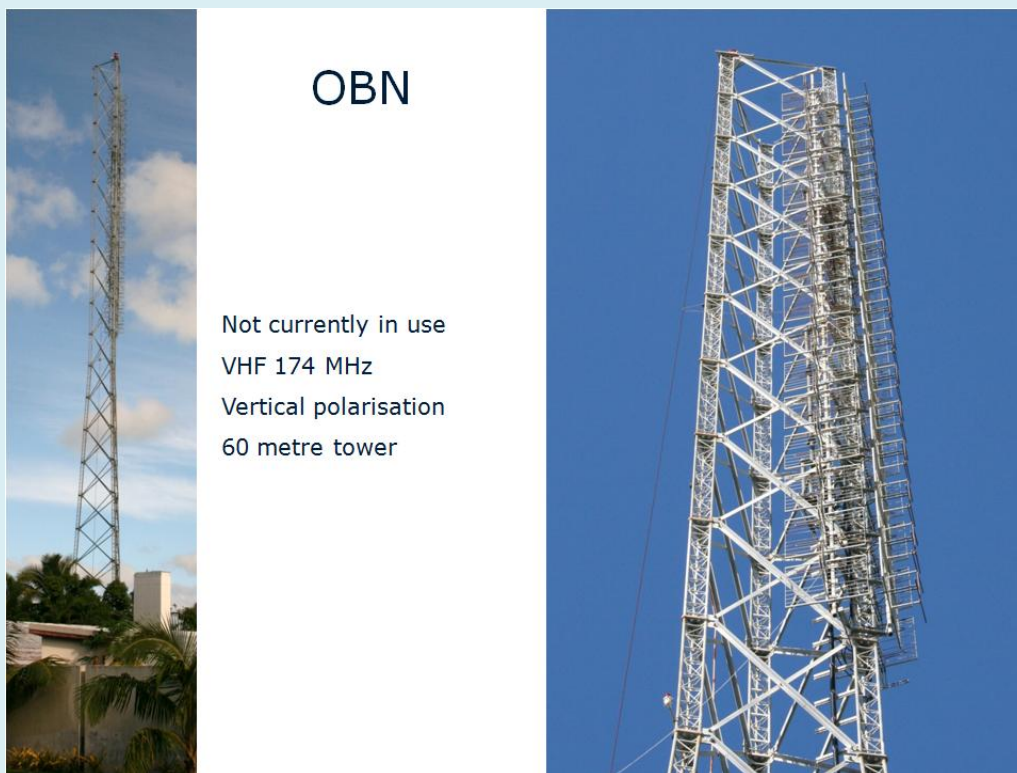 OBN
Not currently in use
VHF 174 MHz
Vertical polarisation
60 metre tower